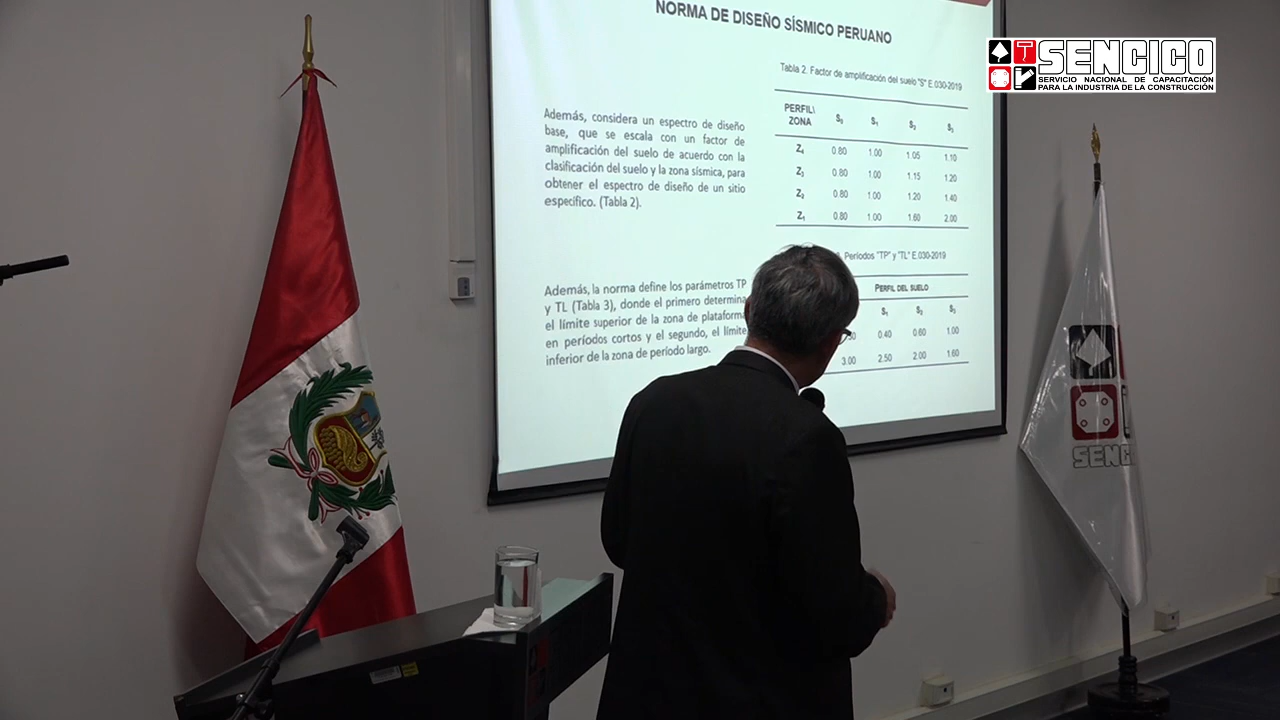 NORMA DE DISEÑO SÍSMICO PERUANO
SENCICO
SERVICIO NACIONAL DE CAPACITACIÓN
PARA LA INDUSTRIA DE LA CONSTRUCCIÓN
Además, considera un espectro de diseño
base, que se escala con un factor de
amplificación del suelo de acuerdo con la
clasificación del suelo y la zona sísmica, para
obtener el espectro de diseño de un sitio
especifico. (Tabla 2).
Tabla 2. Factor de amplificación del suelo "S" E.030-2019
PERFIL\ ZONA S0 S1 S2 S3
Z4 0.80 1.00 1.05 1.10
Z3 0.80 1.00 1.15 1.20
Z2 0.80 1.00 1.20 1.40
Z1 0.80 1.00 1.60 2.00
Además, la norma define los parámetros TP
y TL (Tabla 3), donde el primero determina
el límite superior de la zona de plataforma
en períodos cortos y el segundo, el límite
inferior de la zona de período largo.
Períodos "TP" y "TL" E.030-2019
PERFIL DEL SUELO
S1 S2 S3
0.40 0.60 1.00
3.00 2.50 2.00 1.60